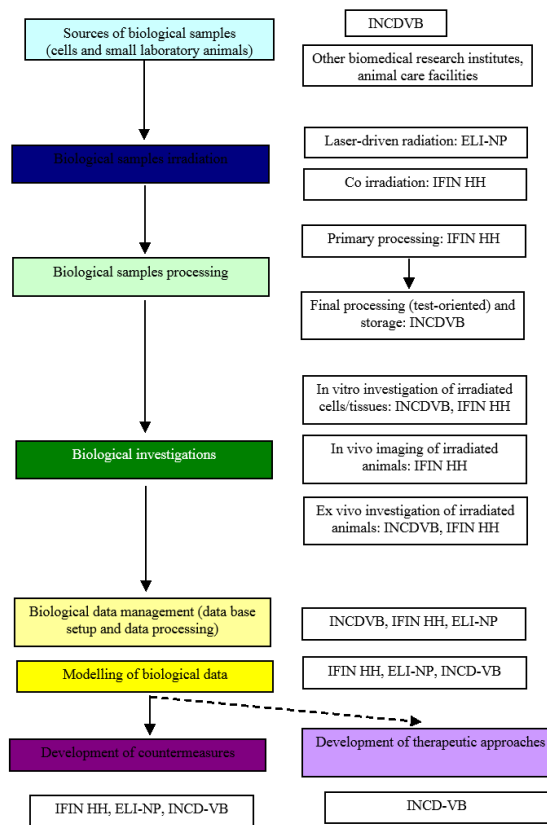 Sources of biological samples
(cells and small laboratory animals)
INCDVB
Other biomedical research institutes,
animal care facilities
Biological samples irradiation
Laser-driven radiation: ELI-NP
Co irradiation: IFIN HH
Primary processing: IFIN HH
Biological samples processing
Final processing (test-oriented) and
storage: INCDVB
In vitro investigation of irradiated
cells/tissues: INCDVB, IFIN HH
Biological investigations
In vivo imaging of irradiated
animals: IFIN HH
Ex vivo investigation of irradiated
animals: INCDVB, IFIN HH
Biological data management (data base
setup and data processing)
INCDVB, IFIN HH, ELI-NP
Modelling of biological data
IFIN HH, ELI-NP, INCD-VB
Development of countermeasures
Development of therapeutic approaches
IFIN HH, ELI-NP, INCD-VB
INCD-VB